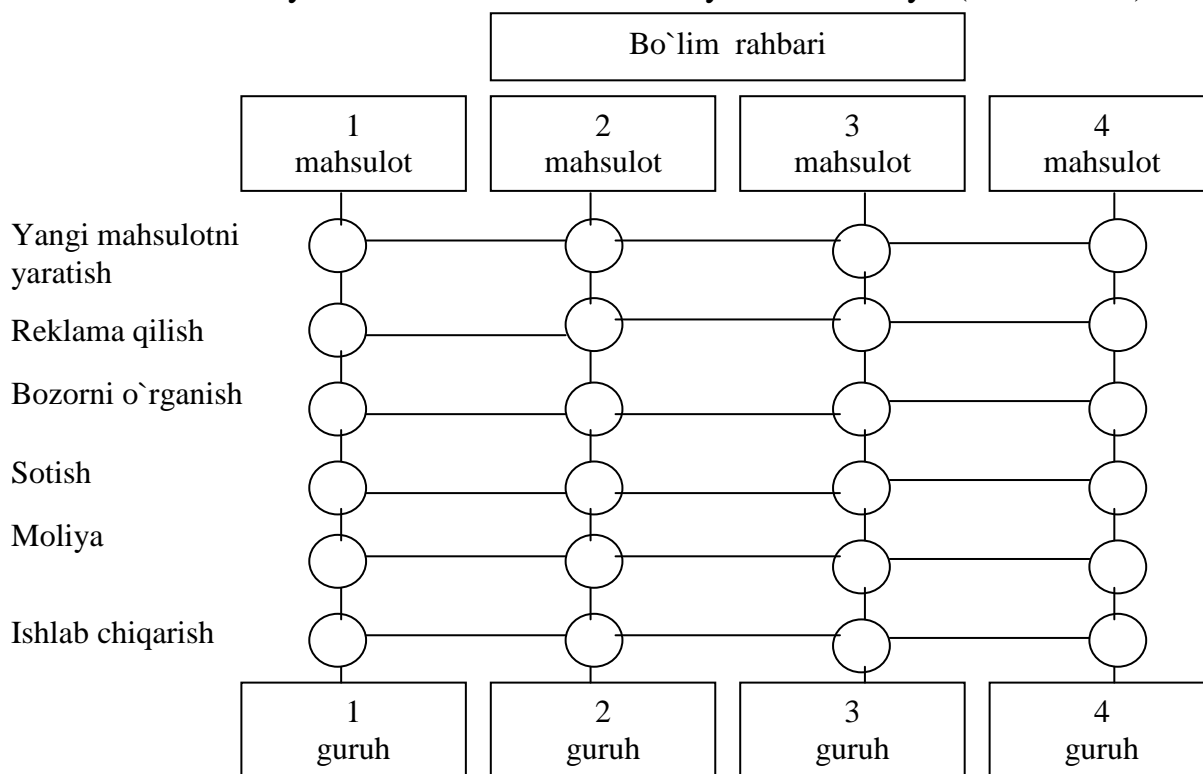 Bo`lim rahbari
1
mahsulot
2
mahsulot
3
mahsulot
4
mahsulot
Yangi mahsulotni
yaratish
Reklama qilish
Bozorni o`rganish
Sotish
Moliya
Ishlab chiqarish
1
guruh
2
guruh
3
guruh
4
guruh